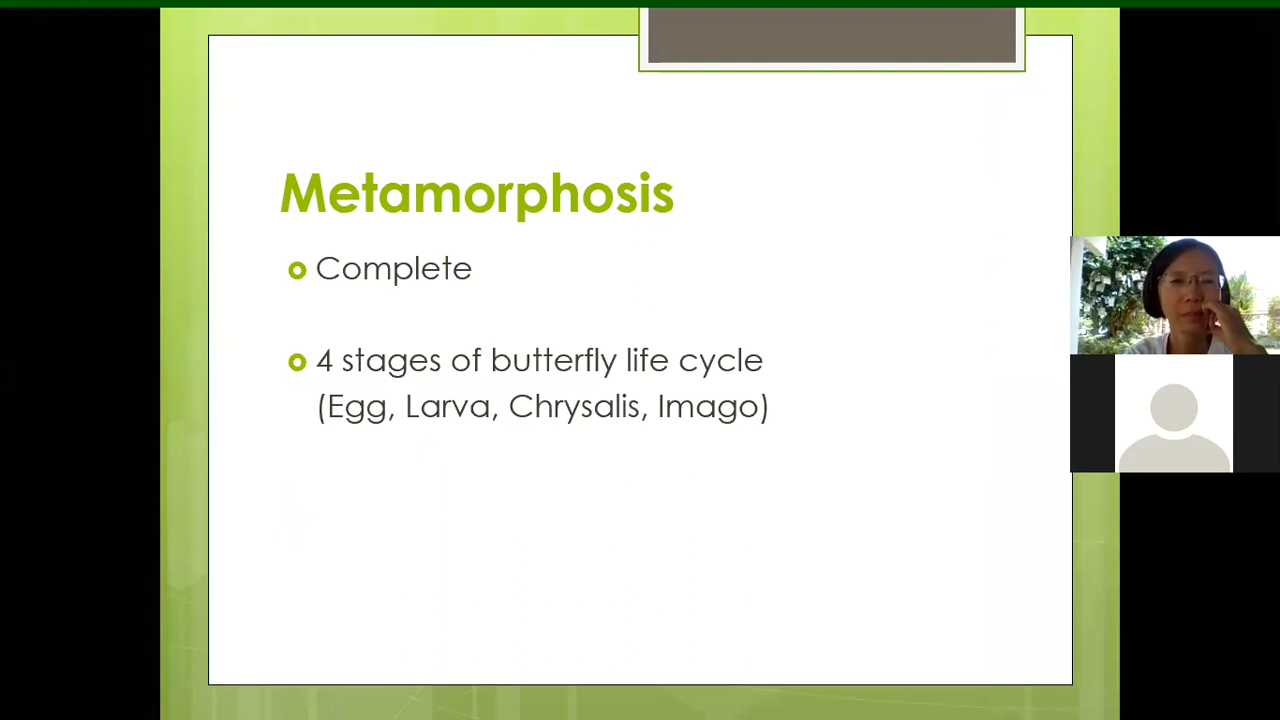 Metamorphosis
Complete
4 stages of butterfly life cycle
(Egg, Larva, Chrysalis, Imago)